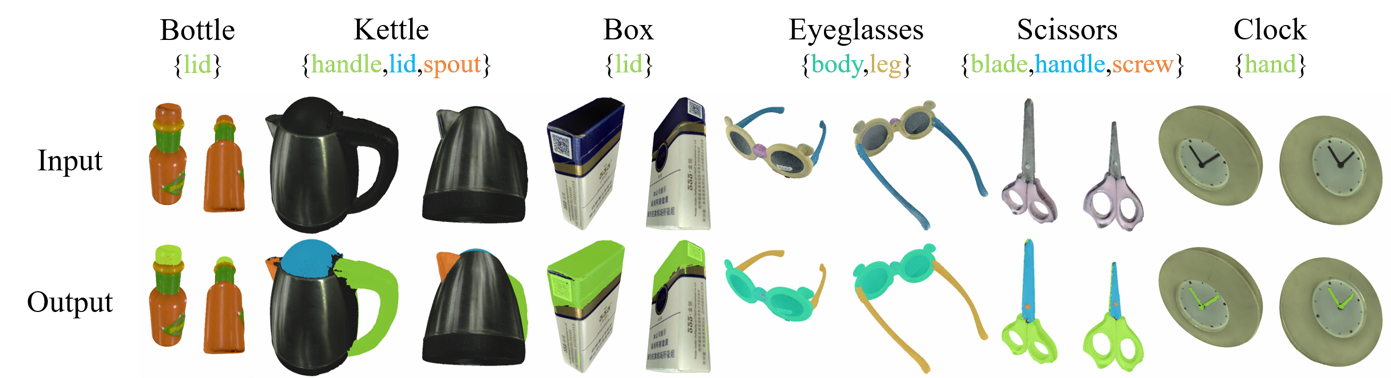 Bottle Kettle Box Eyeglasses Scissors Clock
{lid} {handle,lid,spout} {lid} {body,leg} {blade,handle,screw} {hand}
Input
Output